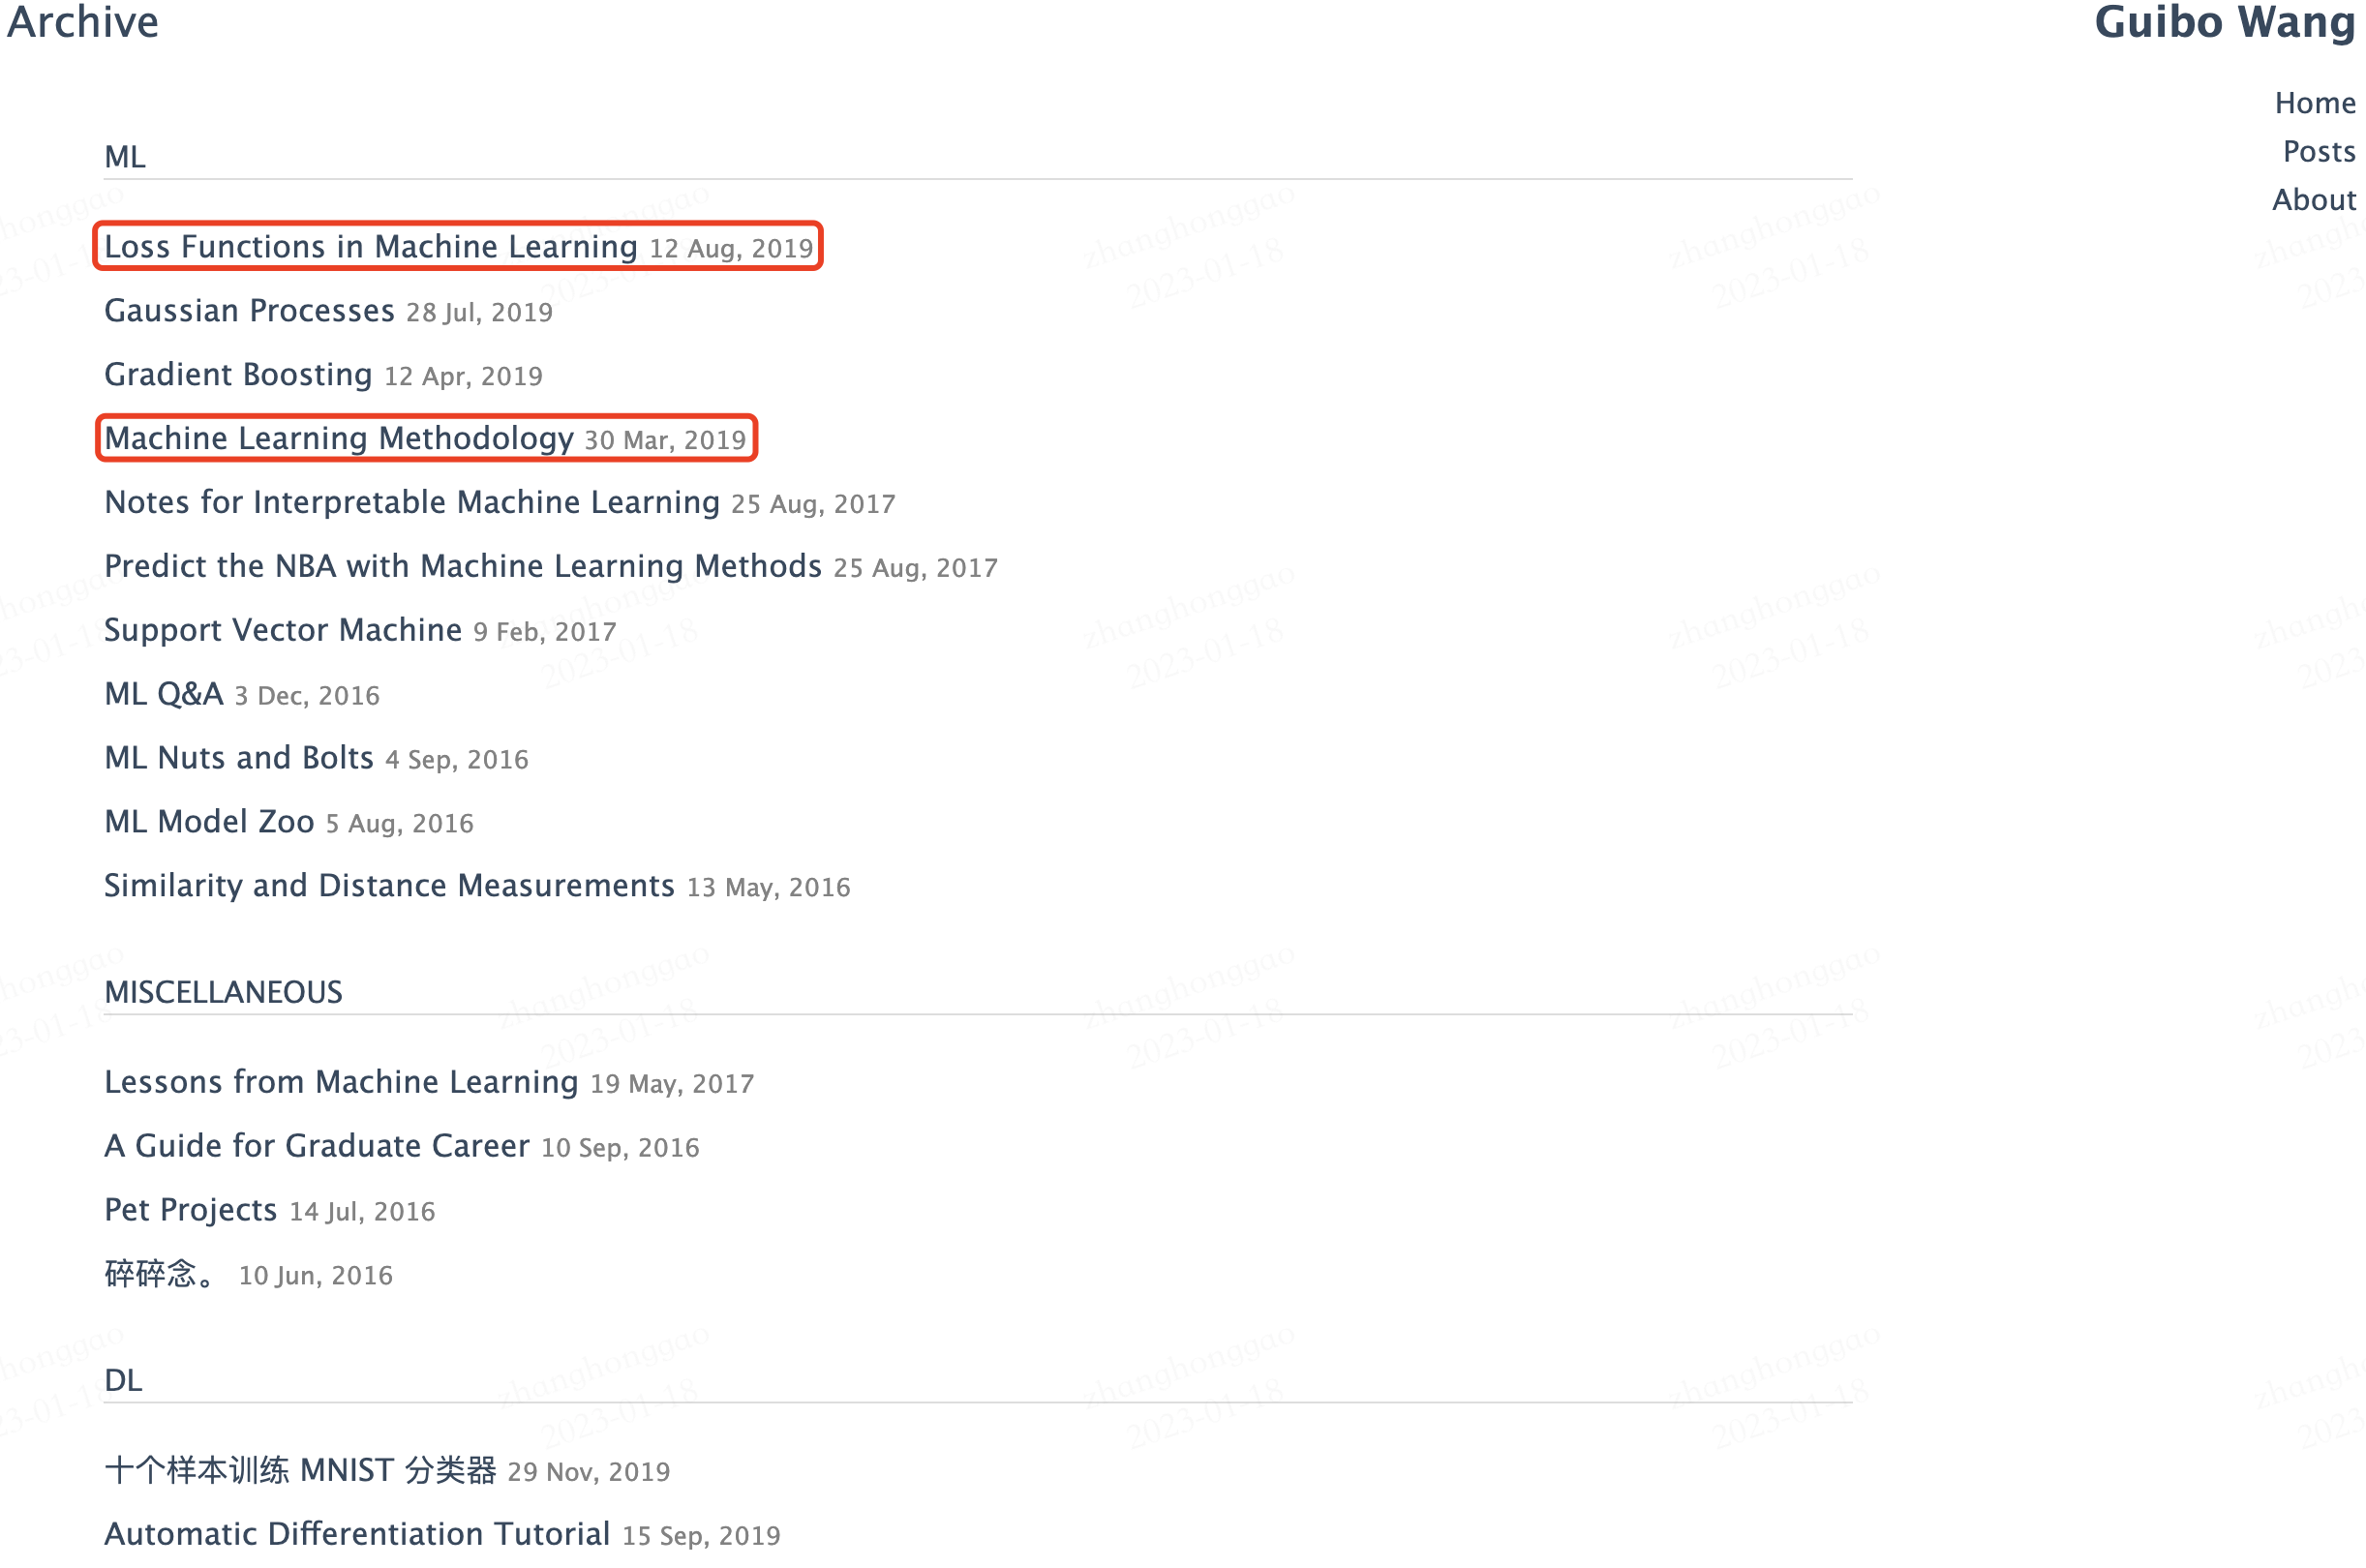 Archive
Guibo Wang
Home
Posts
About
ML
Loss Functions in Machine Learning 12 Aug, 2019
Gaussian Processes 28 Jul, 2019
Gradient Boosting 12 Apr, 2019
Machine Learning Methodology 30 Mar, 2019
Notes for Interpretable Machine Learning 25 Aug, 2017
Predict the NBA with Machine Learning Methods 25 Aug, 2017
Support Vector Machine 9 Feb, 2017
ML Q&A 3 Dec, 2016
ML Nuts and Bolts 4 Sep, 2016
ML Model Zoo 5 Aug, 2016
Similarity and Distance Measurements 13 May, 2016
MISCELLANEOUS
Lessons from Machine Learning 19 May, 2017
A Guide for Graduate Career 10 Sep, 2016
Pet Projects 14 Jul, 2016
碎碎念。 10 Jun, 2016
DL
十个样本训练 MNIST 分类器 29 Nov, 2019
Automatic Differentiation Tutorial 15 Sep, 2019
zhanghonggao
2023-01-18